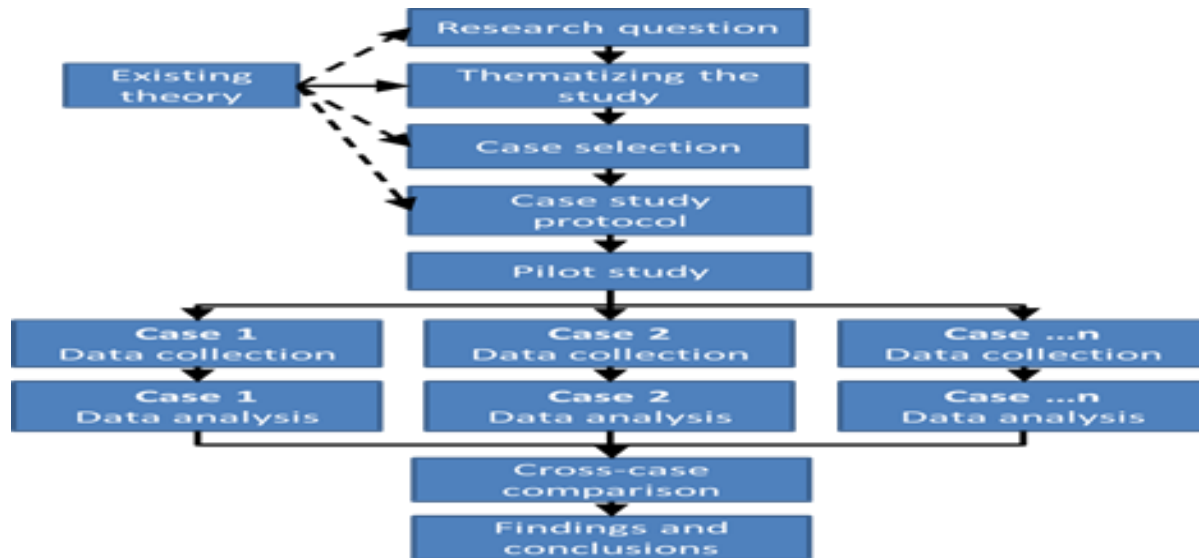 Research question
Existing
theory
Thematizing the
study
Case selection
Case study
protocol
Pilot study
Case 1
Data collection
Case 2
Data collection
Case ...n
Data collection
Case 1
Data analysis
Case 2
Data analysis
Case ...n
Data analysis
Cross-case
comparison
Findings and
conclusions